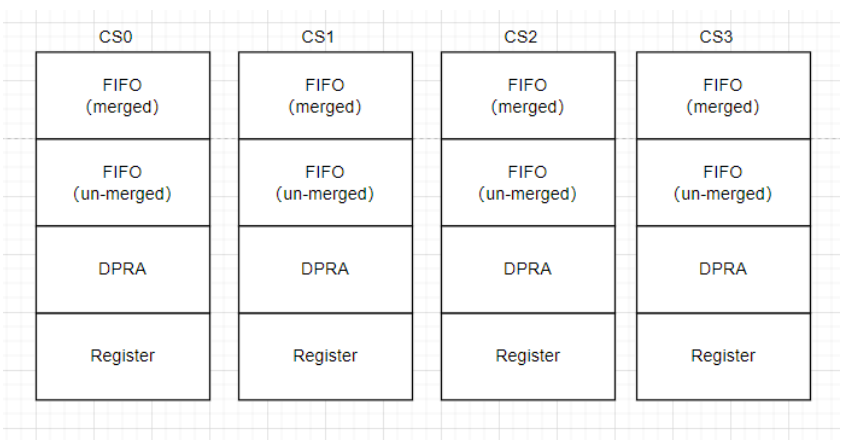 CS0 CS1 CS2 CS3
FIFO FIFO FIFO FIFO
(merged) (merged) (merged) (merged)
FIFO FIFO FIFO FIFO
(un-merged) (un-merged) (un-merged) (un-merged)
DPRA DPRA DPRA DPRA
Register Register Register Register